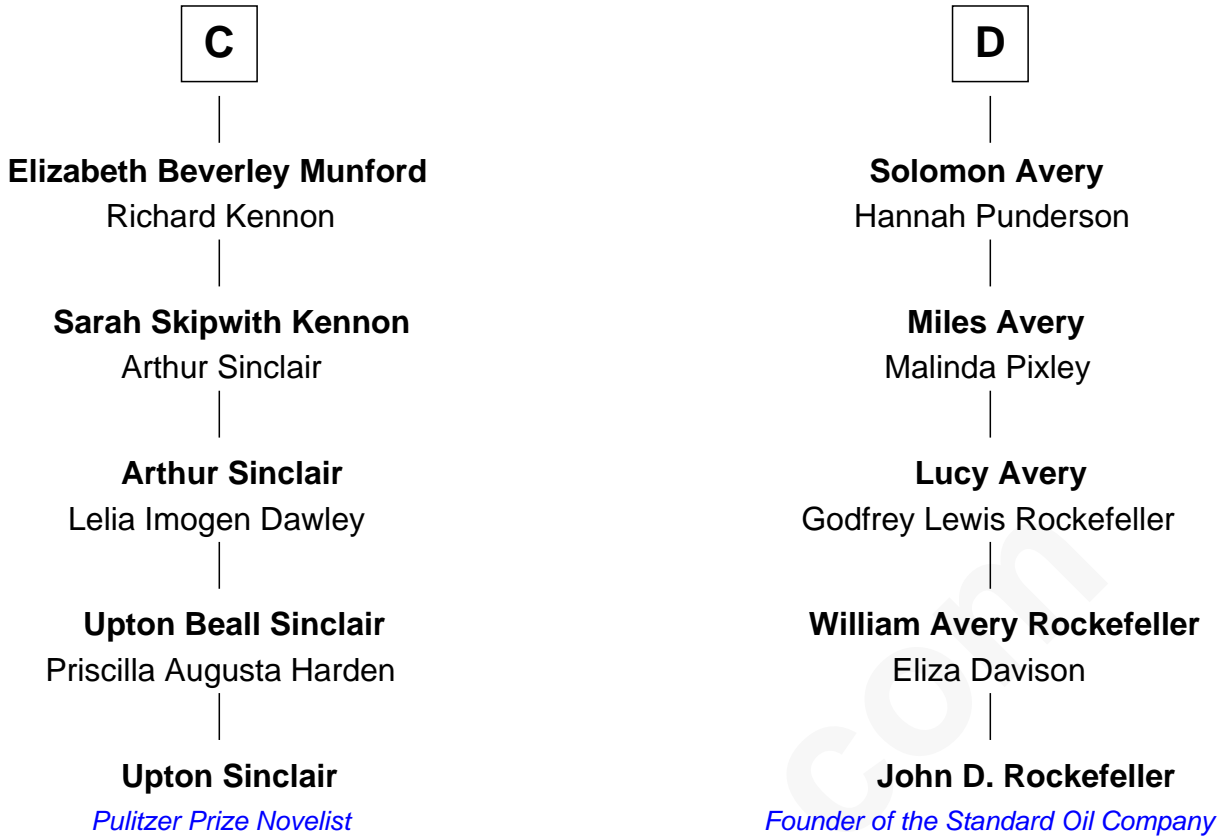 C
Elizabeth Beverley Munford
Richard Kennon
Sarah Skipwith Kennon
Arthur Sinclair
Arthur Sinclair
Lelia Imogen Dawley
Upton Beall Sinclair
Priscilla Augusta Harden
Upton Sinclair
Pulitzer Prize Novelist
D
Solomon Avery
Hannah Punderson
Miles Avery
Malinda Pixley
Lucy Avery
Godfrey Lewis Rockefeller
William Avery Rockefeller
Eliza Davison
John D. Rockefeller
Founder of the Standard Oil Company
com